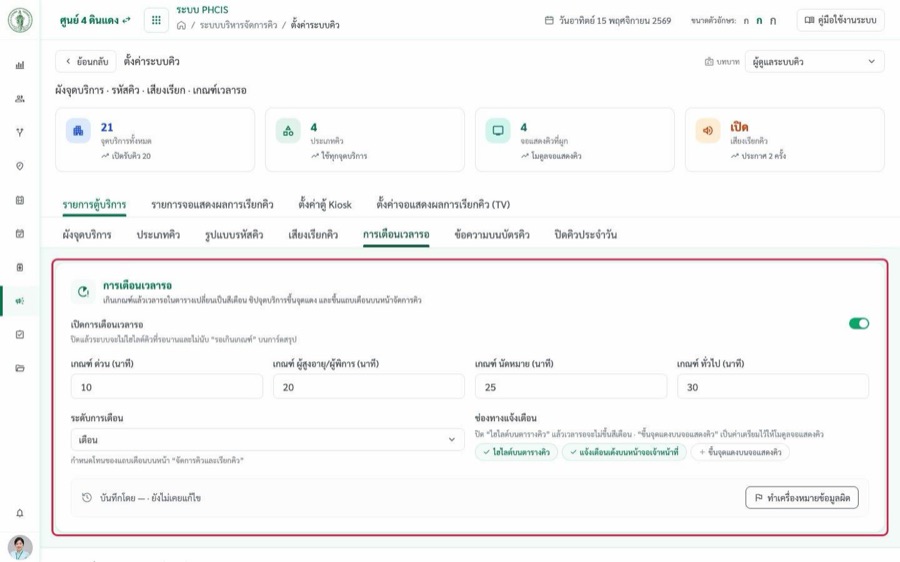 ระบบ PHCIS
ศูนย์ 4 ดินแดง
ระบบบริหารจัดการคิว / ตั้งค่าระบบคิว
วันอาทิตย์ 15 พฤศจิกายน 2569
ขนาดตัวอักษร: ก ก ก
คู่มือใช้งานระบบ
ย้อนกลับ
ตั้งค่าระบบคิว
บทบาท
ผู้ดูแลระบบคิว
ผังจุดบริการ · รหัสคิว · เสียงเรียก · เกณฑ์เวลารอ
21
จุดบริการทั้งหมด
เปิดรับคิว 20
4
ประเภทคิว
ใช้ทุกจุดบริการ
4
จอแสดงคิวที่ผูก
โมดูลจอแสดงคิว
เปิด
เสียงเรียกคิว
ประกาศ 2 ครั้ง
รายการตู้บริการ
รายการจอแสดงผลการเรียกคิว
ตั้งค่าตู้ Kiosk
ตั้งค่าจอแสดงผลการเรียกคิว (TV)
ผังจุดบริการ
ประเภทคิว
รูปแบบรหัสคิว
เสียงเรียกคิว
การเตือนเวลารอ
ข้อความบนบัตรคิว
ปิดคิวประจำวัน
การเตือนเวลารอ
เกินเกณฑ์แล้วเวลารอในตารางเปลี่ยนเป็นสีเตือน ชิปจุดบริการขึ้นจุดแดง และขึ้นแถบเตือนบนหน้าจัดการคิว
เปิดการเตือนเวลารอ
ปิดแล้วระบบจะไม่ไฮไลต์คิวที่รอนานและไม่นับ "รอเกินเกณฑ์" บนการ์ดสรุป
เกณฑ์ ด่วน (นาที)
เกณฑ์ ผู้สูงอายุ/ผู้พิการ (นาที)
เกณฑ์ นัดหมาย (นาที)
เกณฑ์ ทั่วไป (นาที)
10
20
25
30
ระดับการเตือน
เตือน
กำหนดโทนของแถบเตือนบนหน้า "จัดการคิวและเรียกคิว"
ช่องทางแจ้งเตือน
ปิด "ไฮไลต์บนตารางคิว" แล้วเวลารอจะไม่ขึ้นสีเตือน · "ขึ้นจุดแดงบนจอแสดงคิว" เป็นค่าเตรียมไว้ให้โมดูลจอแสดงคิว
ไฮไลต์บนตารางคิว
แจ้งเตือนเด้งบนหน้าจอเจ้าหน้าที่
+ ขึ้นจุดแดงบนจอแสดงคิว
บันทึกโดย — · ยังไม่เคยแก้ไข
ทำเครื่องหมายข้อมูลผิด